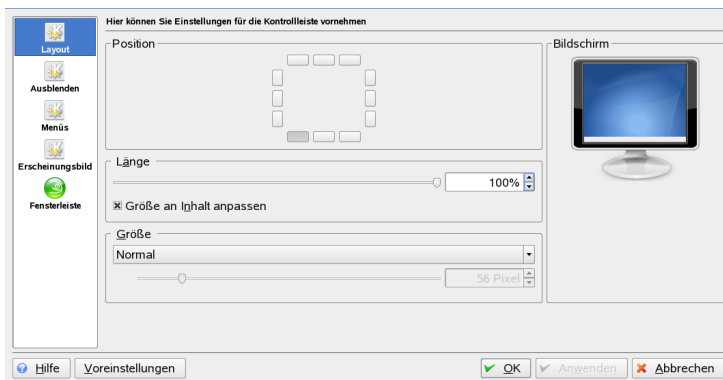 Hier können Sie Einstellungen für die Kontrollleiste vornehmen
Layout
Ausblenden
Menüs
Erscheinungsbild
Fensterleiste
Position
Bildschirm
Länge
100%
Größe an Inhalt anpassen
Größe
Normal
56 Pixel
Hilfe
Voreinstellungen
OK
Anwenden
Abbrechen